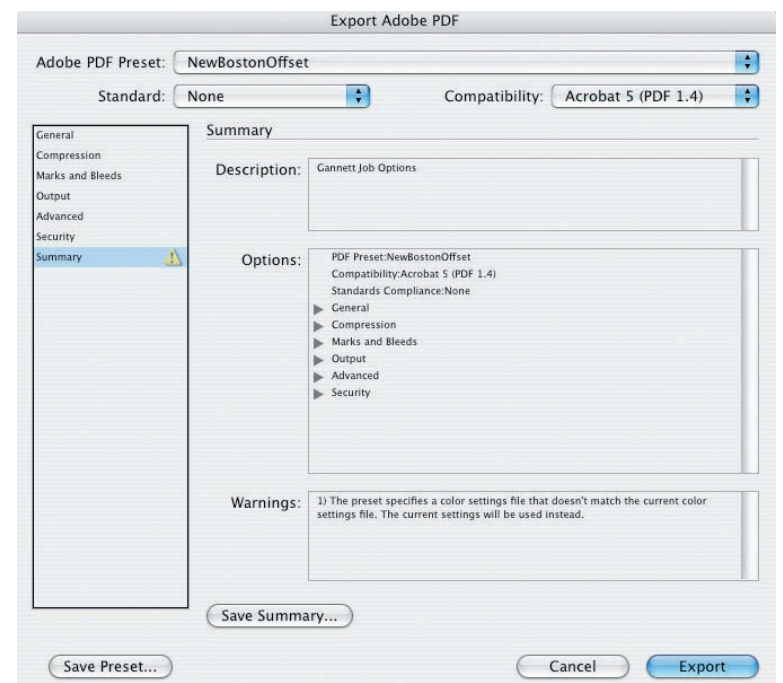 Export Adobe PDF
Adobe PDF Preset: NewBostonOffset
Standard: None
Compatibility: Acrobat 5 (PDF 1.4)
General
Compression
Marks and Bleeds
Output
Advanced
Security
Summary
Summary
Description: Gannett Job Options
Options: PDF Preset:NewBostonOffset
Compatibility:Acrobat 5 (PDF 1.4)
Standards Compliance:None
General
Compression
Marks and Bleeds
Output
Advanced
Security
Warnings: 1) The preset specifies a color settings file that doesn't match the current color
settings file. The current settings will be used instead.
Save Summary...
Save Preset...
Cancel
Export